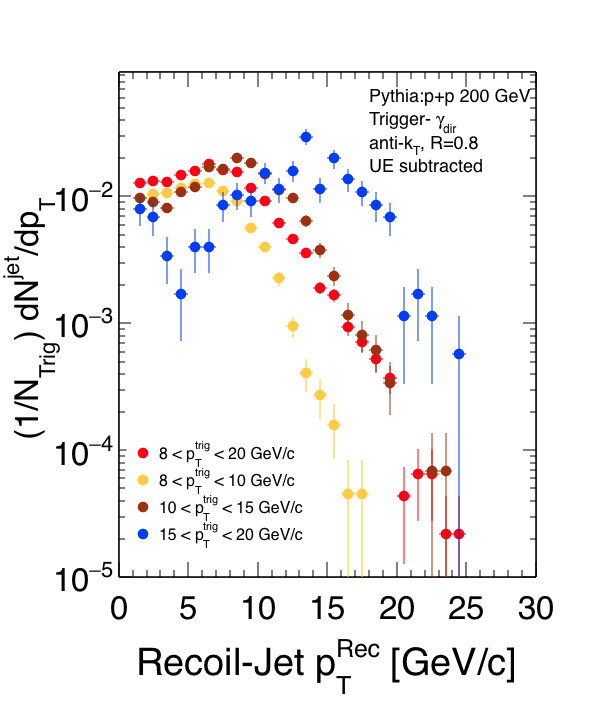 Pythia:p+p 200 GeV
Trigger- γdir
anti-kT, R=0.8
UE subtracted
(1/NTrig) dNjet/dpT
10−2
10−3
10−4
10−5
8 < pTtrig < 20 GeV/c
8 < pTtrig < 10 GeV/c
10 < pTtrig < 15 GeV/c
15 < pTtrig < 20 GeV/c
0 5 10 15 20 25 30
Recoil-Jet pTRec [GeV/c]